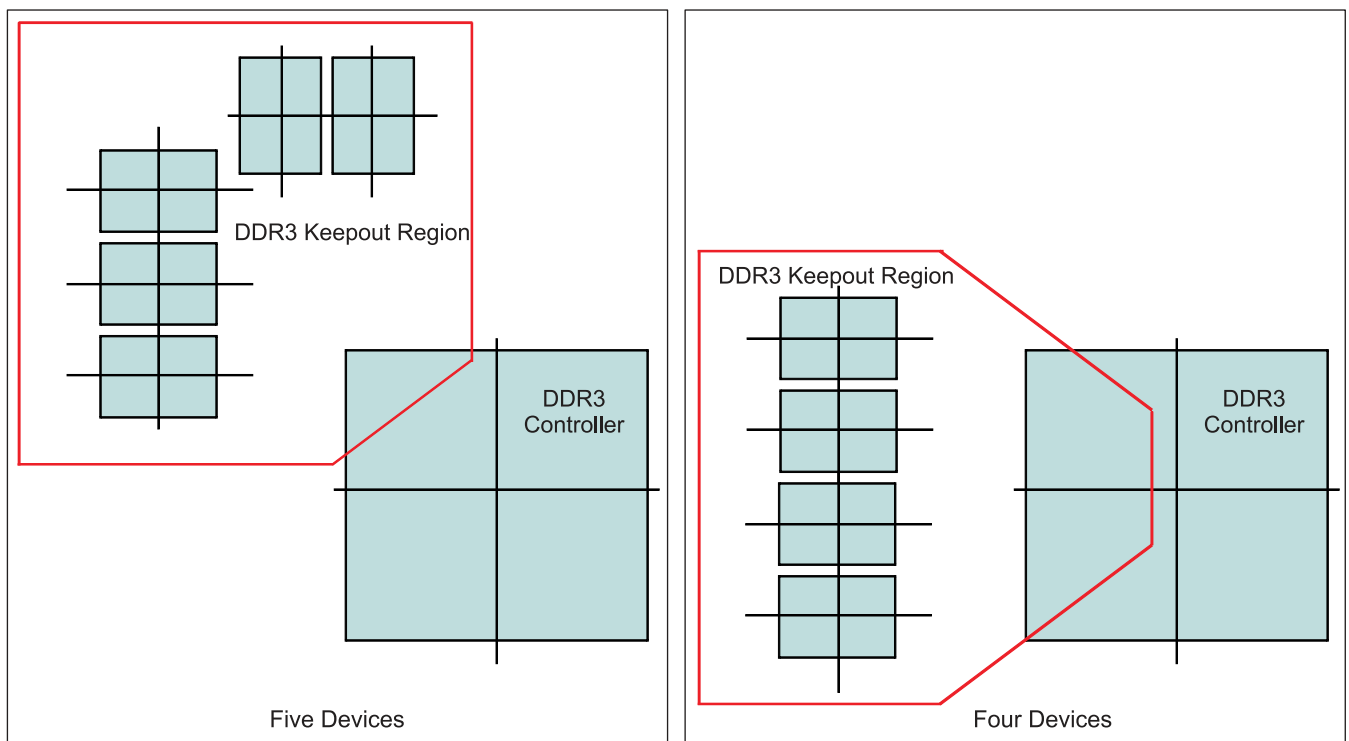 DDR3 Keepout Region
DDR3
Controller
Five Devices
DDR3 Keepout Region
DDR3
Controller
Four Devices